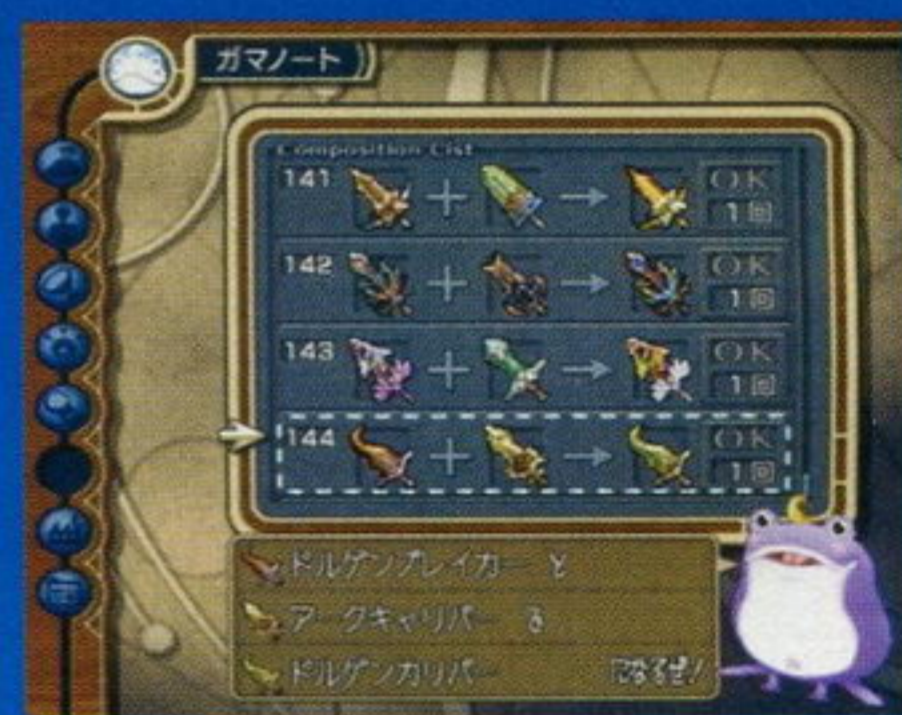 ガマノート
Composition List
141 + → OK
1回
142 + → OK
1回
143 + → OK
1回
144 + → OK
1回
ドルゲンブレイカー と
アークキャリバー を
ドルゲンカリバー になるぜ!